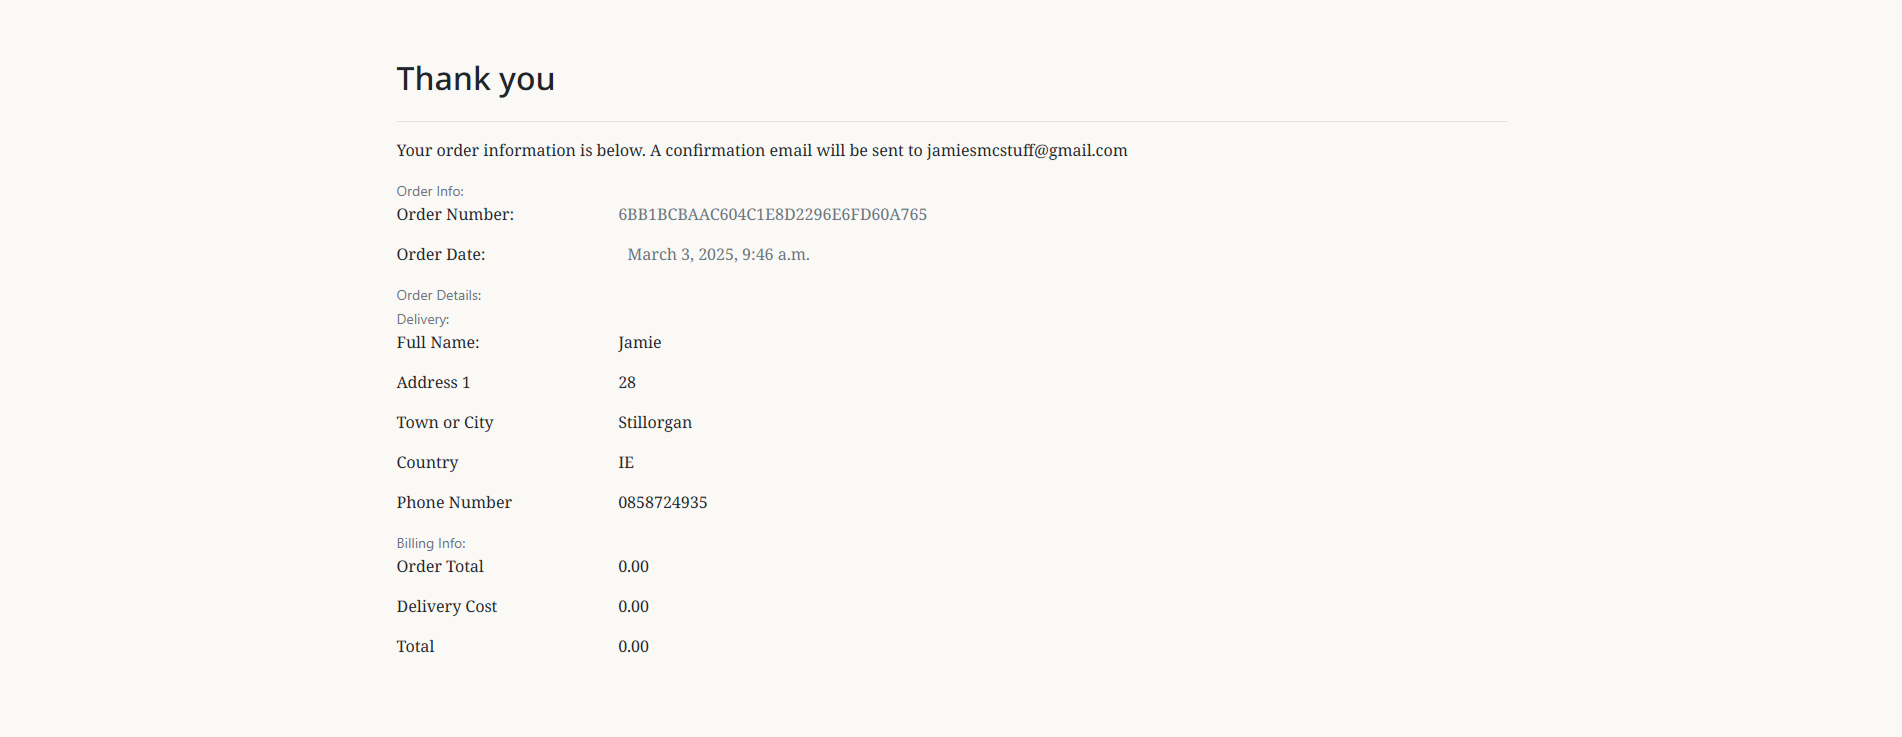 Thank you
Your order information is below. A confirmation email will be sent to jamiesmcstuff@gmail.com
Order Info:
Order Number: 6BB1BCBAAC604C1E8D2296E6FD60A765
Order Date: March 3, 2025, 9:46 a.m.
Order Details:
Delivery:
Full Name: Jamie
Address 1 28
Town or City Stillorgan
Country IE
Phone Number 0858724935
Billing Info:
Order Total 0.00
Delivery Cost 0.00
Total 0.00